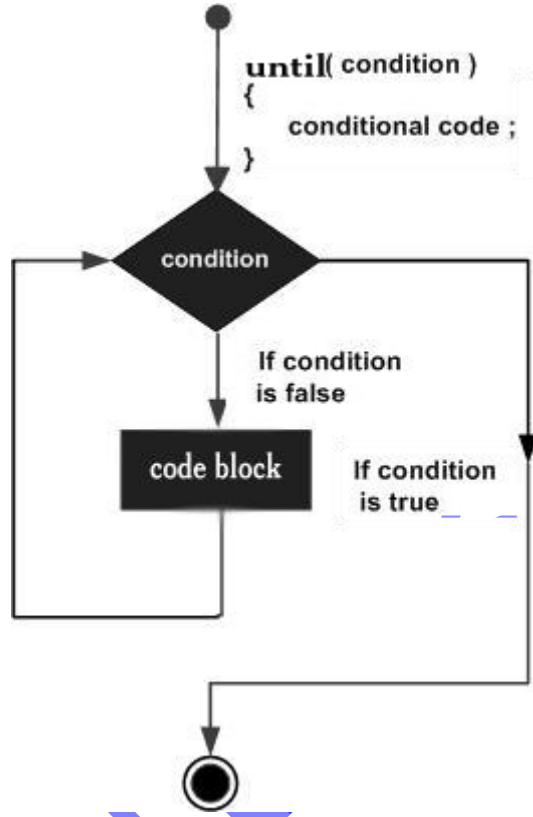 until( condition )
{
conditional code ;
}
condition
If condition
is false
code block
If condition
is true